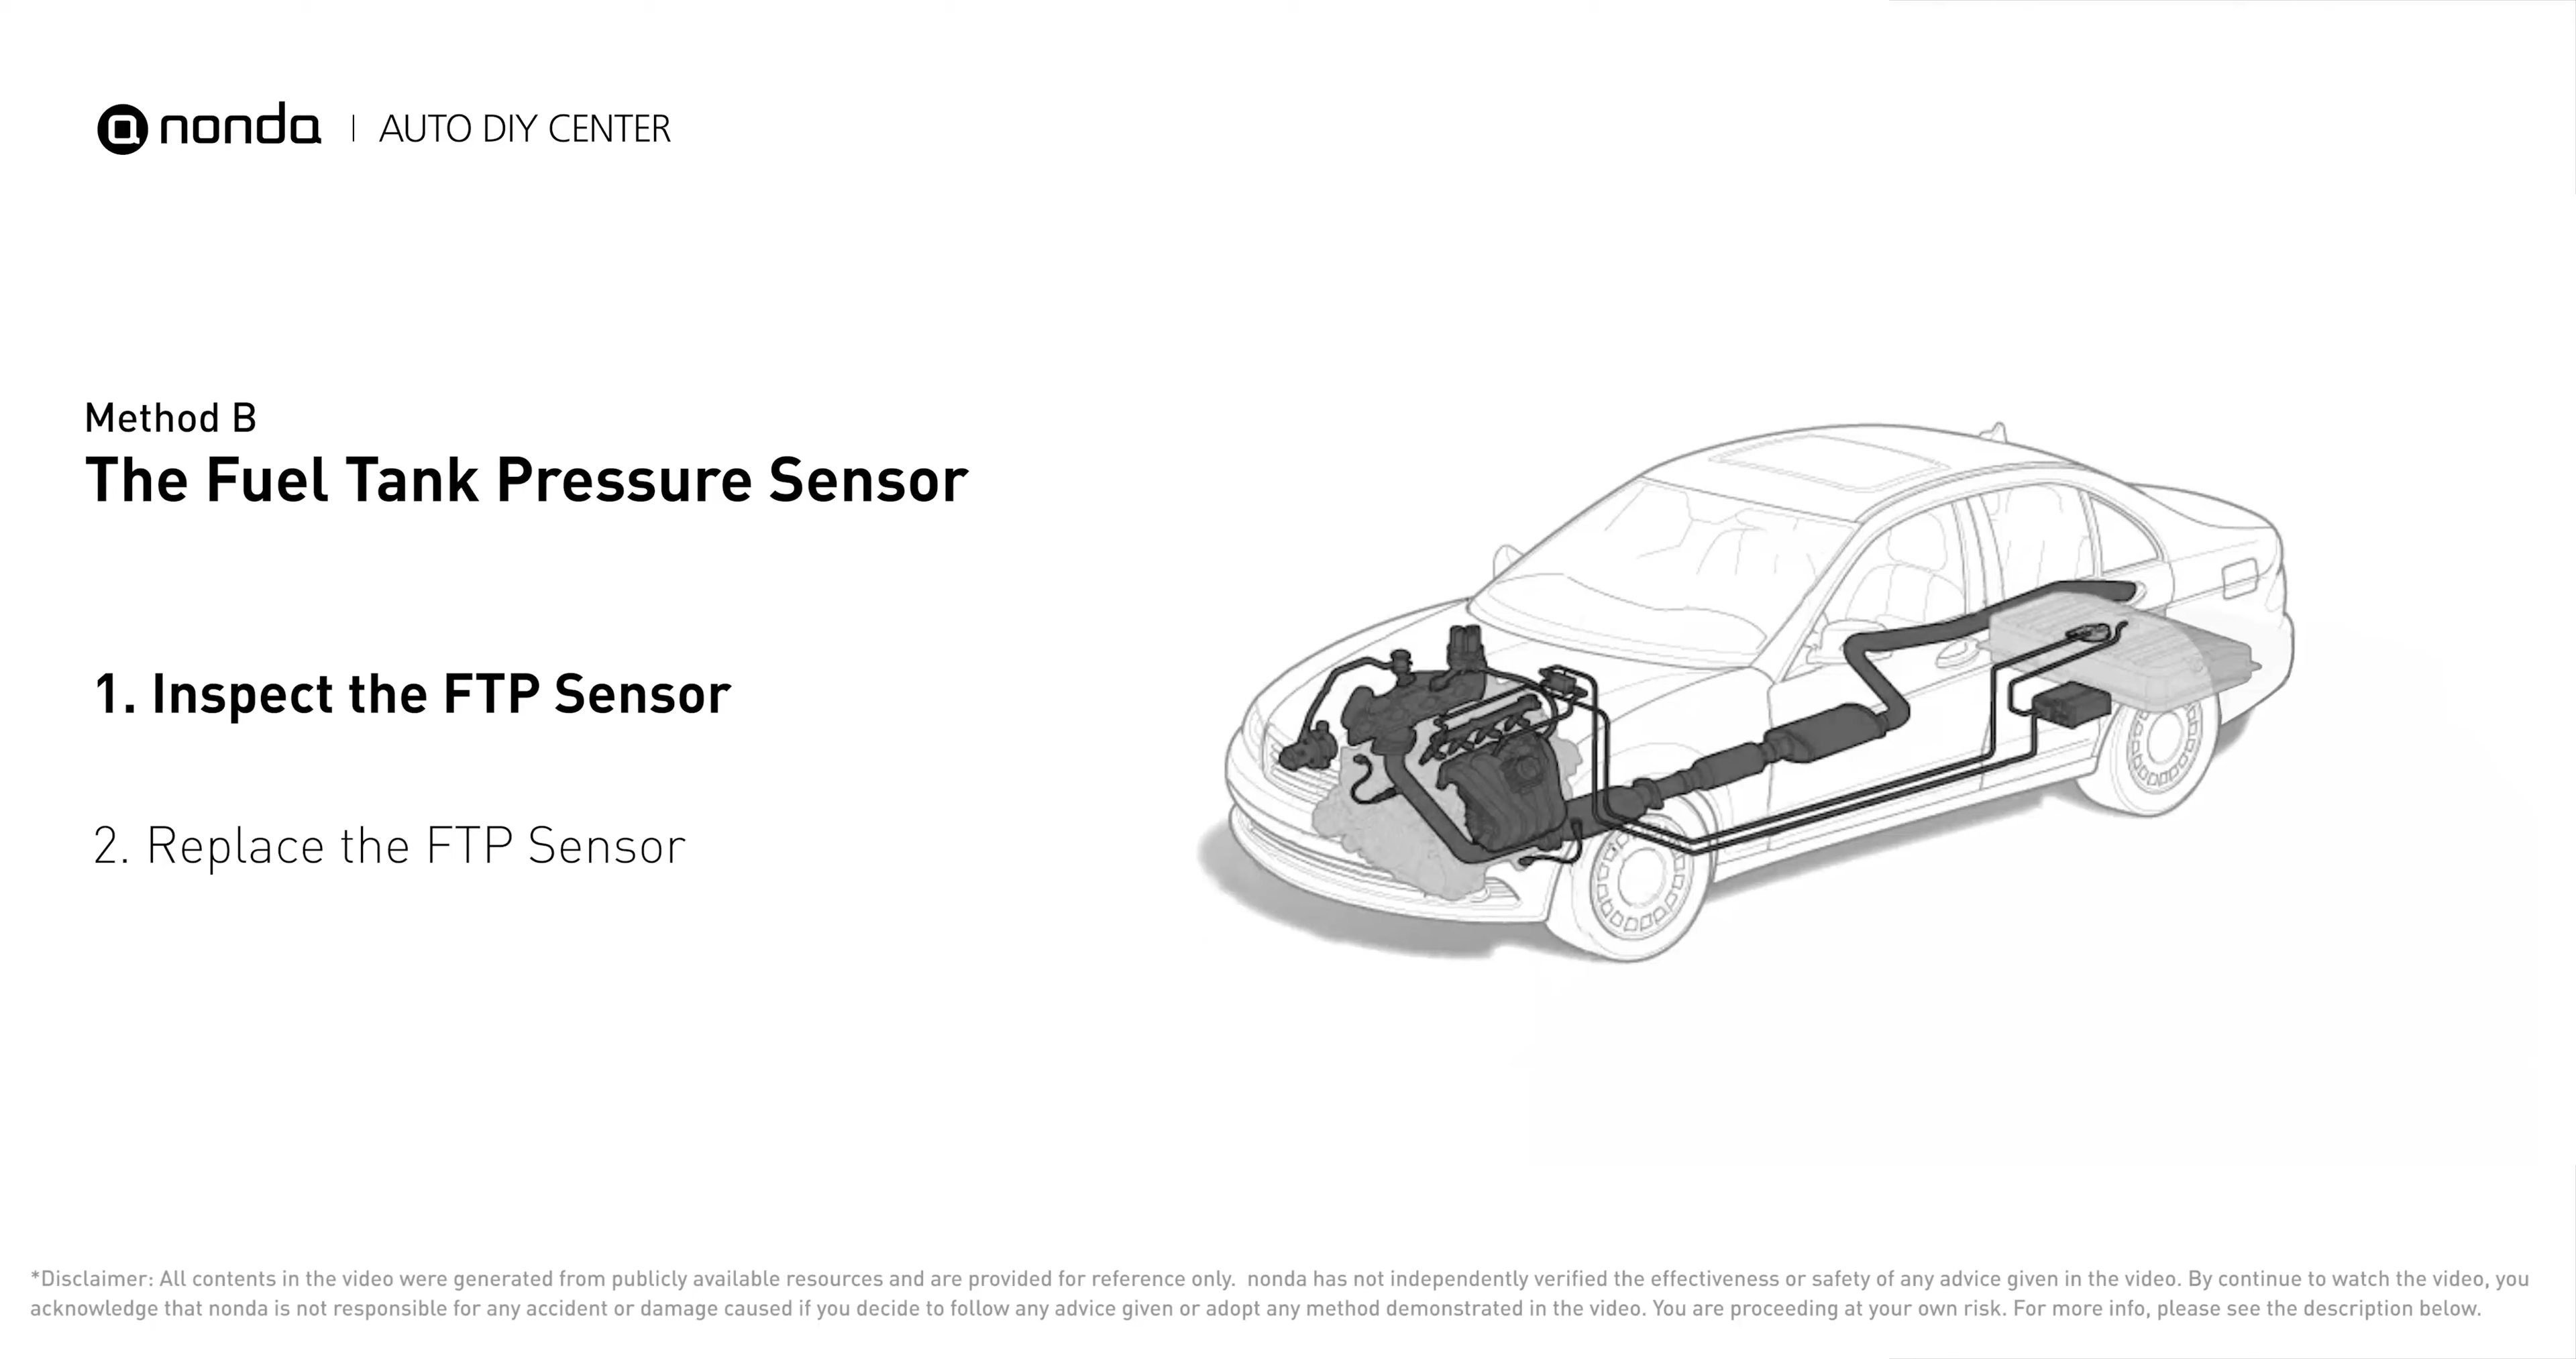 nonda | AUTO DIY CENTER
Method B
The Fuel Tank Pressure Sensor
1. Inspect the FTP Sensor
2. Replace the FTP Sensor
*Disclaimer: All contents in the video were generated from publicly available resources and are provided for reference only. nonda has not independently verified the effectiveness or safety of any advice given in the video. By continue to watch the video, you
acknowledge that nonda is not responsible for any accident or damage caused if you decide to follow any advice given or adopt any method demonstrated in the video. You are proceeding at your own risk. For more info, please see the description below.